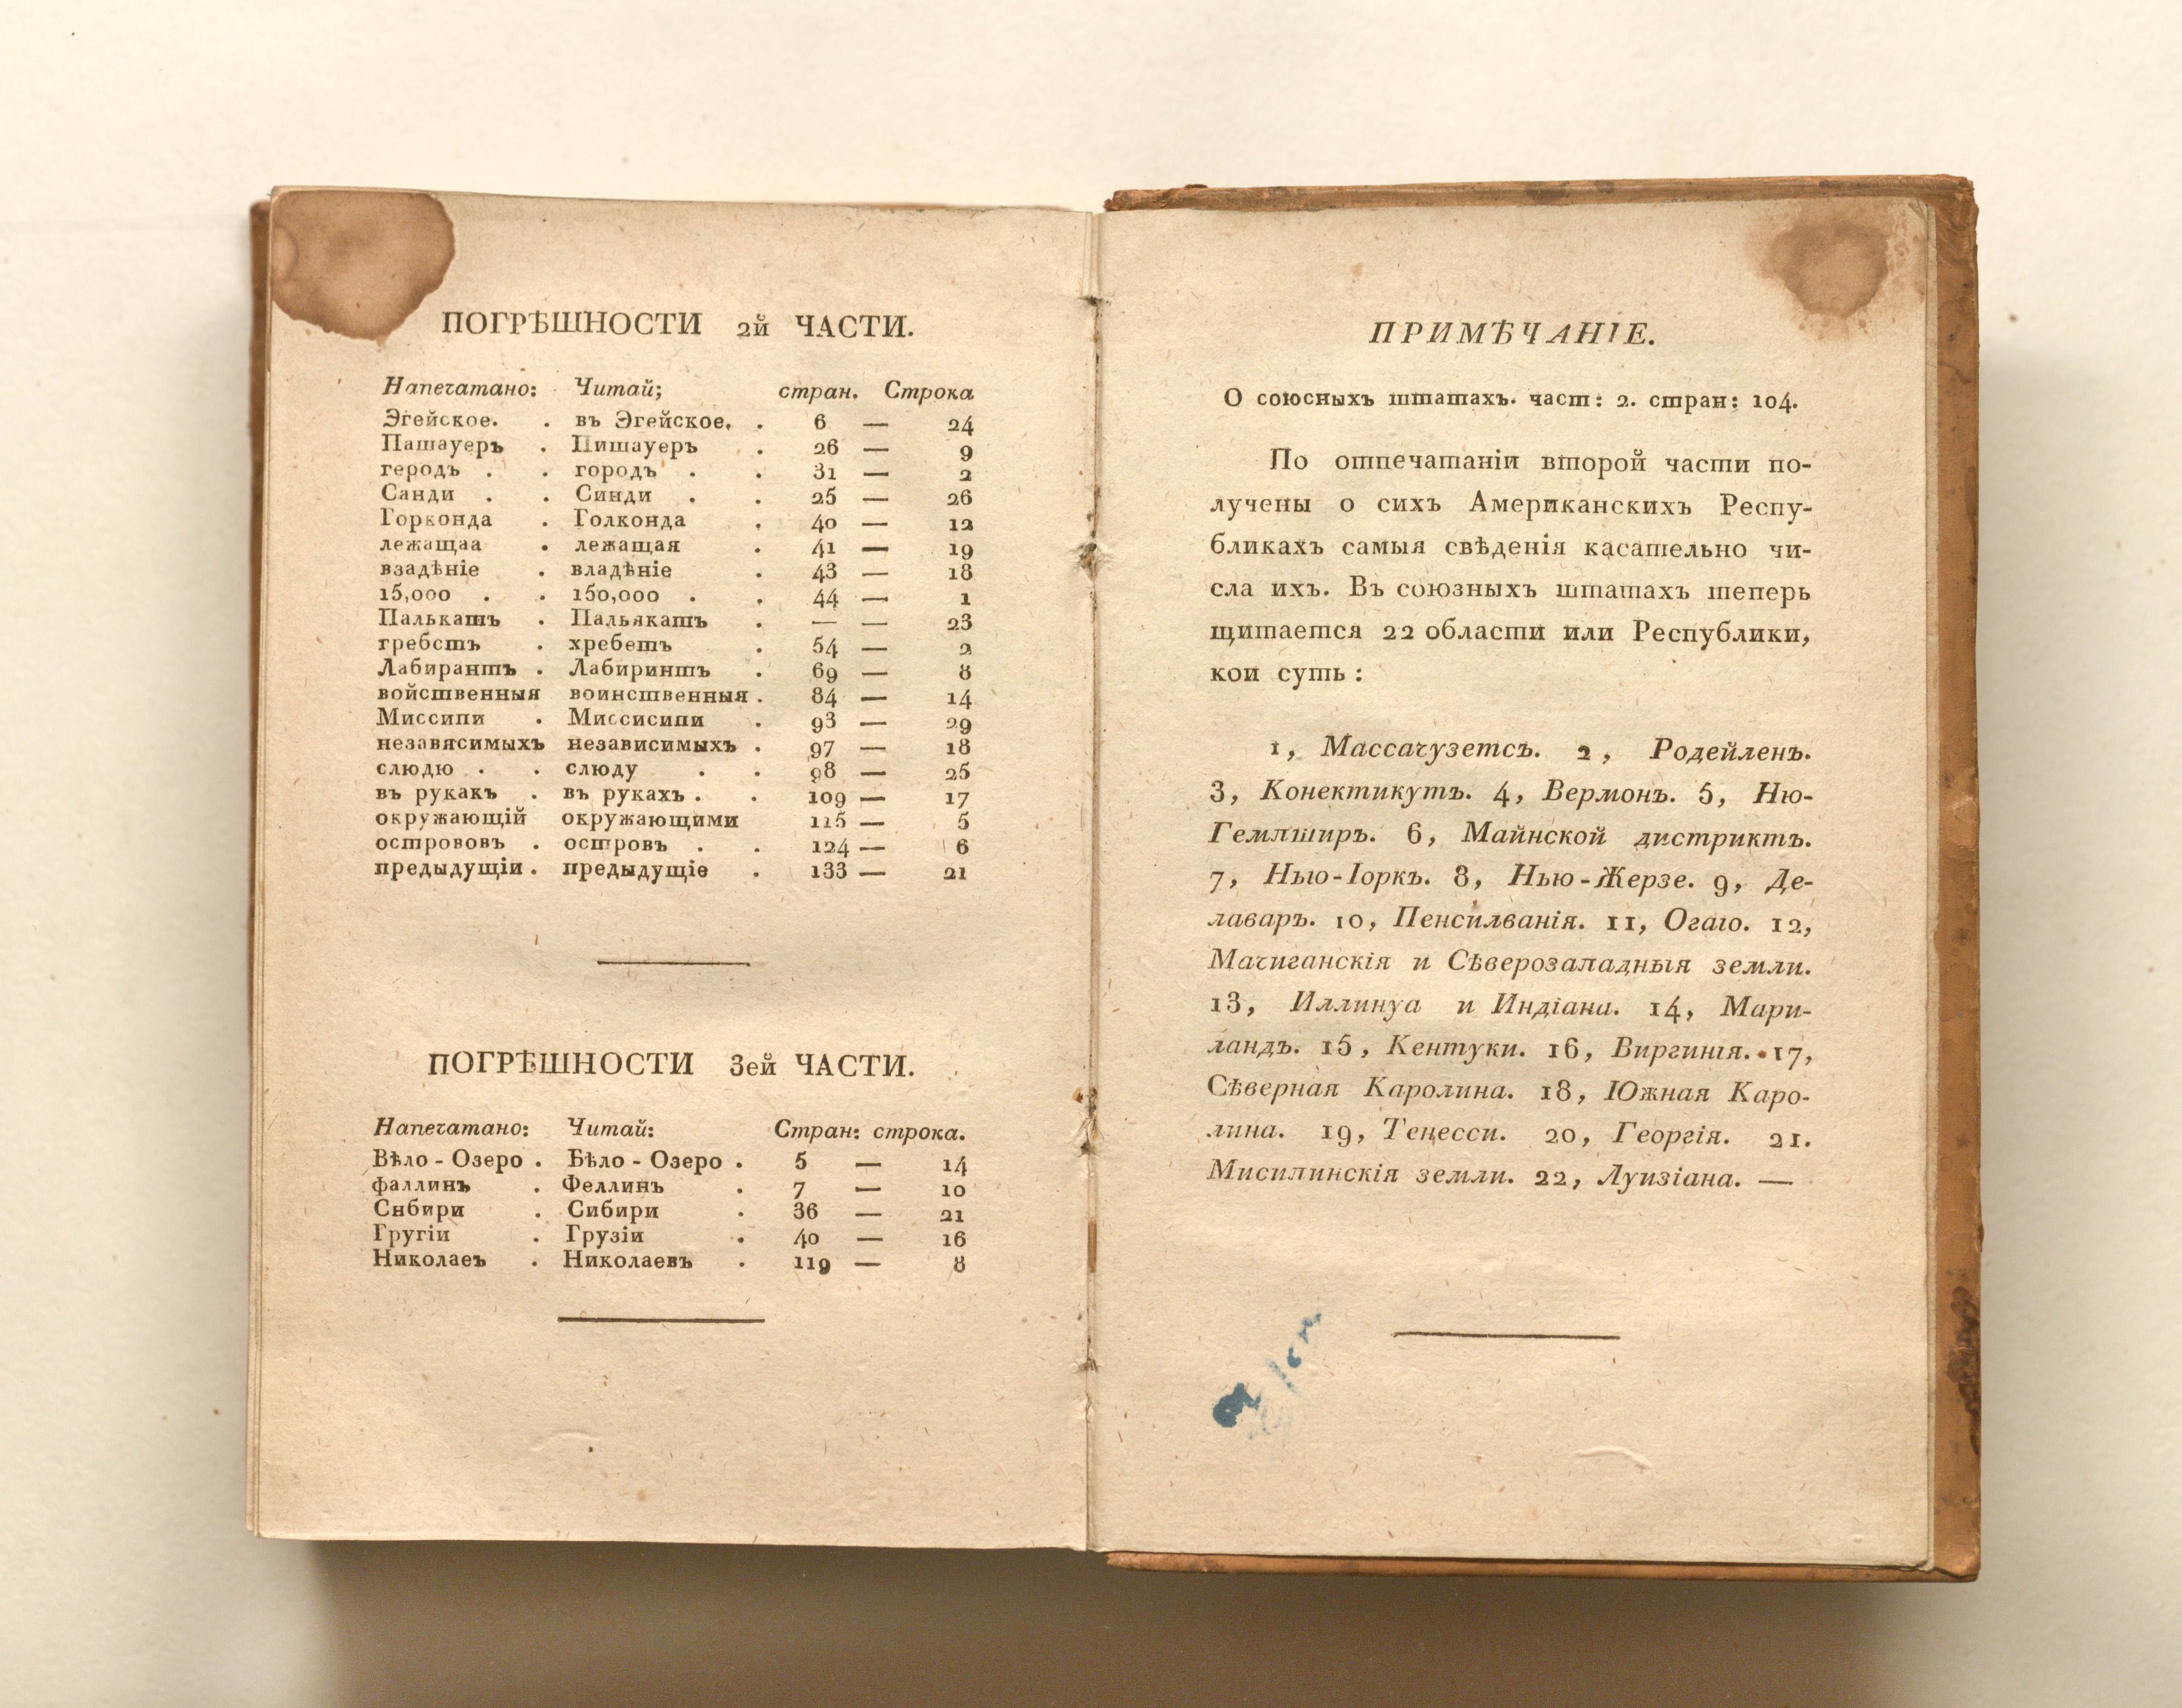 ПОГРѢШНОСТИ 2й ЧАСТИ.
Напечатано: Читай; стран. Строка
Эгейское. . въ Эгейское. . 6 — 24
Пашауеръ . Пишауеръ . 26 — 9
геродъ . . городъ . . 31 — 2
Санди . . Синди . . 25 — 26
Горконда . Голконда . 40 — 12
лежащаа . лежащая . 41 — 19
взадѣніе . владѣніе . 43 — 18
15,000 . . 150,000 . . 44 — 1
Палькатъ . Пальякатъ . — — 23
гребстъ . хребетъ . 54 — 2
Лабирантъ . Лабиринтъ . 69 — 8
войственныя воинственныя . 84 — 14
Миссипи . Миссисипи . 93 — 29
незавясимыхъ независимыхъ . 97 — 18
слюдю . . слюду . . 98 — 25
въ рукакъ . въ рукахъ . . 109 — 17
окружающій окружающими 115 — 5
острововъ . островъ . . 124 — 6
предыдущіи . предыдущіе . 133 — 21
ПОГРѢШНОСТИ 3ей ЧАСТИ.
Напечатано: Читай: Стран: строка.
Вѣло - Озеро . Бѣло - Озеро . 5 — 14
фаллинъ . Феллинъ . 7 — 10
Снбири . Сибири . 36 — 21
Гругіи . Грузіи . 40 — 16
Николаеъ . Николаевъ . 119 — 8
ПРИМѢЧАНІЕ.
О союсныхъ штатахъ. част: 2. стран: 104.
По отпечатаніи второй части по-
лучены о сихъ Американскихъ Респу-
бликахъ самыя свѣденія касательно чи-
сла ихъ. Въ союзныхъ штатахъ теперь
щитается 22 области или Республики,
кои суть :
1, Массачузетсъ. 2, Родейленъ.
3, Конектикутъ. 4, Вермонъ. 5, Ню-
Гемпширъ. 6, Майнской дистриктъ.
7, Нью-Іоркъ. 8, Нью-Жерзе. 9, Де-
лаваръ. 10, Пенсилванія. 11, Огаю. 12,
Мачиганскія и Сѣверозападныя земли.
13, Иллинуа и Индіана. 14, Мари-
ландъ. 15, Кентуки. 16, Виргинія. 17,
Сѣверная Каролина. 18, Южная Каро-
лина. 19, Тенесси. 20, Георгія. 21.
Мисипинскія земли. 22, Луизіана. —